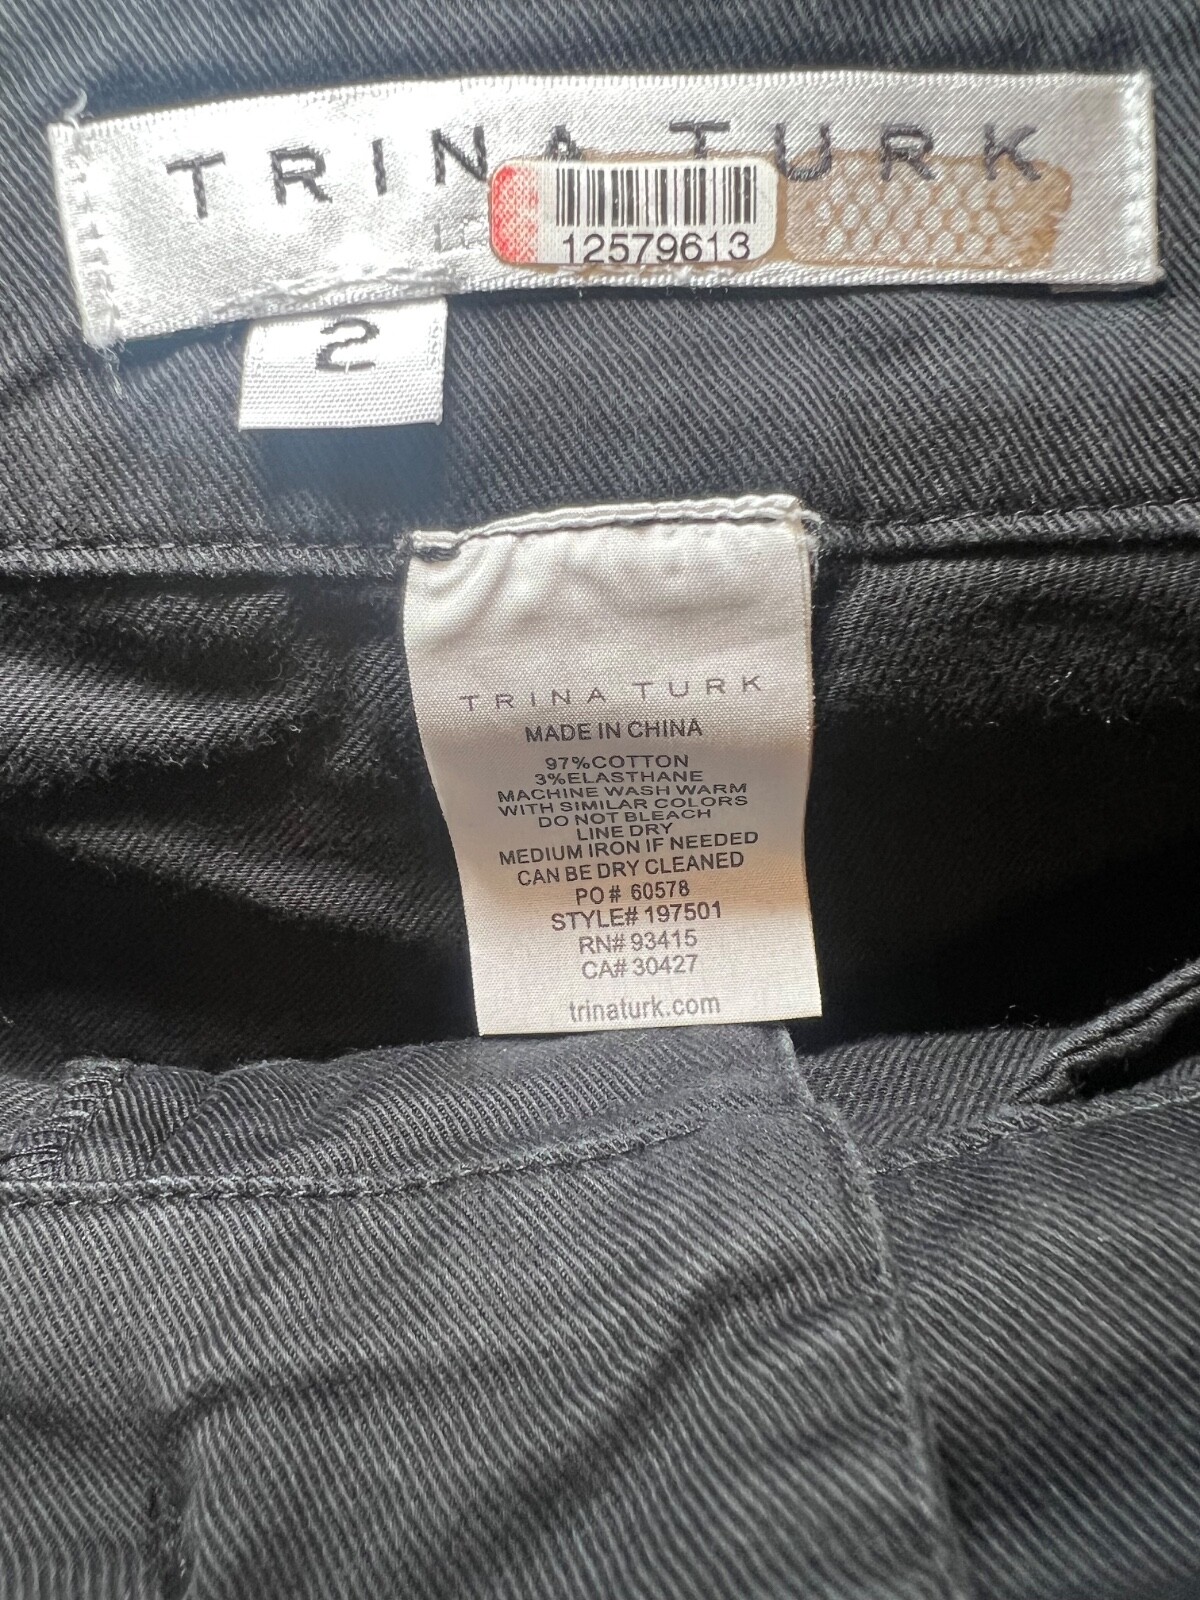 TRINA TURK
12579613
2
TRINA TURK
MADE IN CHINA
97%COTTON
3%ELASTHANE
MACHINE WASH WARM
WITH SIMILAR COLORS
DO NOT BLEACH
LINE DRY
MEDIUM IRON IF NEEDED
CAN BE DRY CLEANED
PO# 60578
STYLE# 197501
RN# 93415
CA# 30427
trinaturk.com